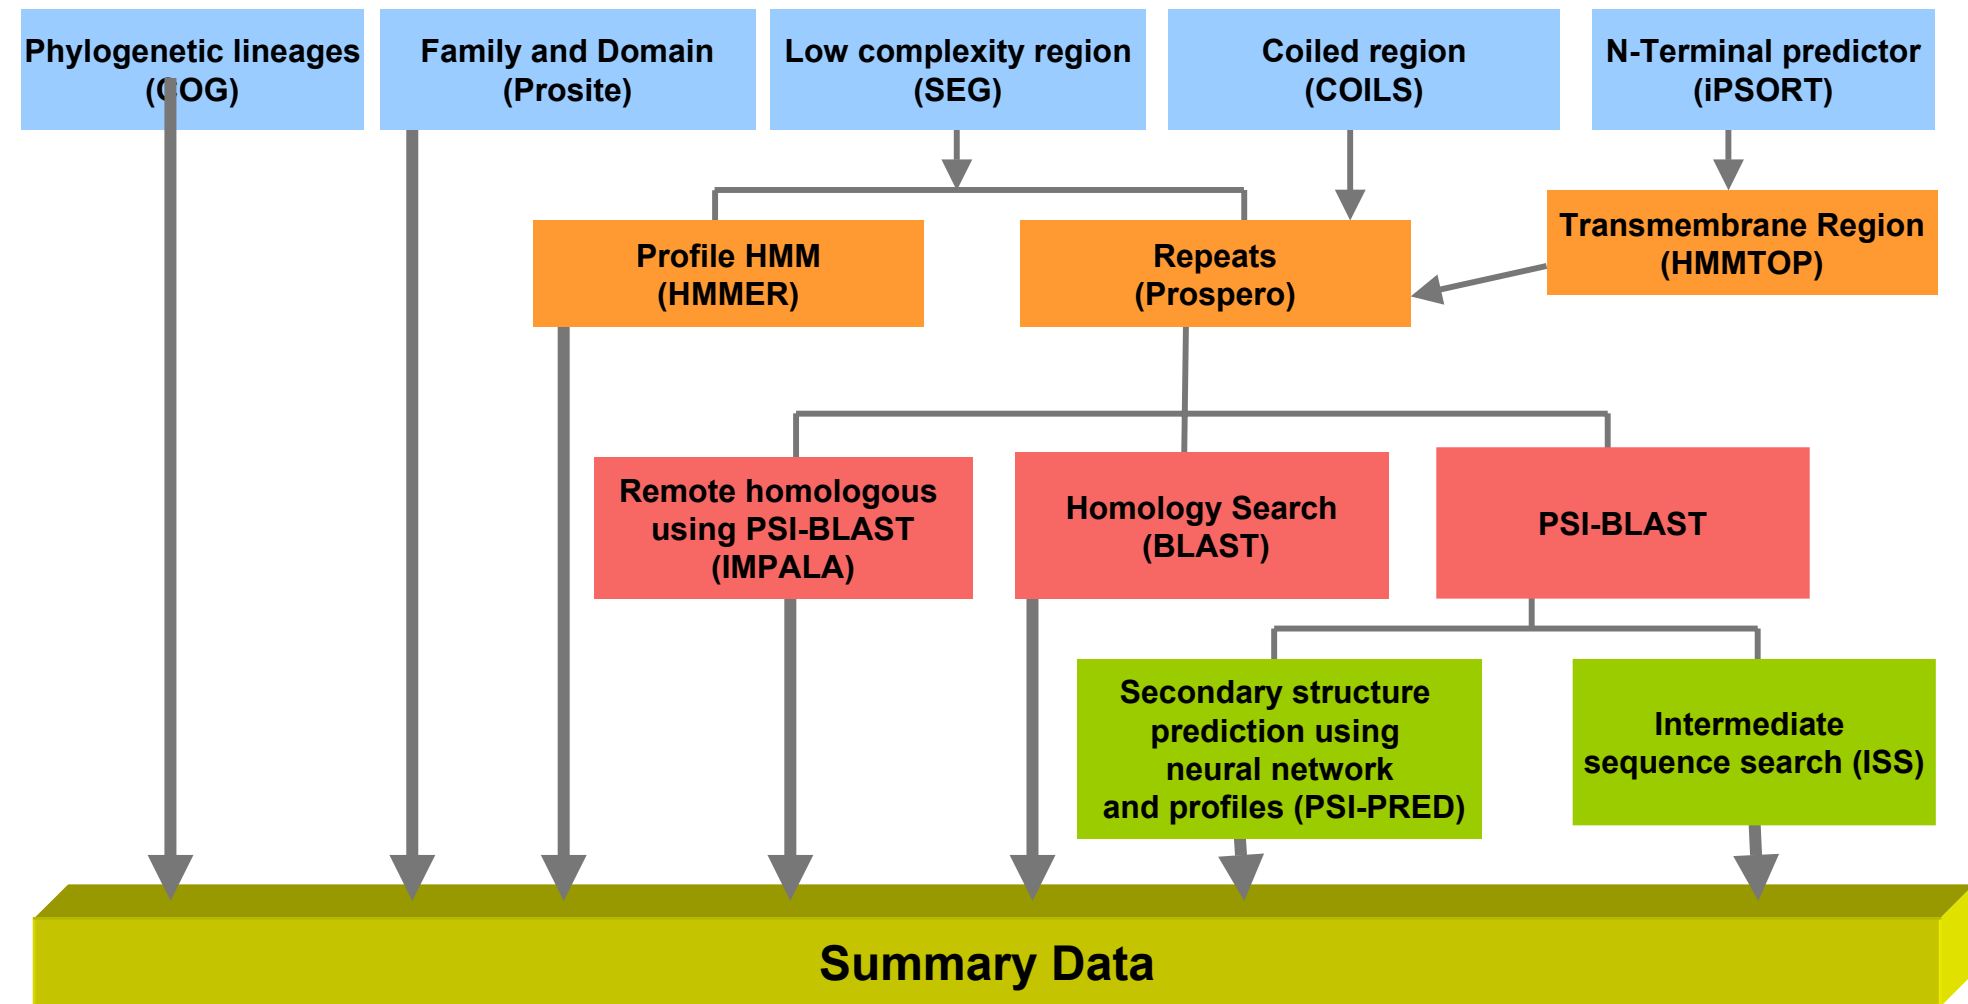 Phylogenetic lineages
(COG)
Family and Domain
(Prosite)
Low complexity region
(SEG)
Coiled region
(COILS)
N-Terminal predictor
(iPSORT)
Profile HMM
(HMMER)
Repeats
(Prospero)
Transmembrane Region
(HMMTOP)
Remote homologous
using PSI-BLAST
(IMPALA)
Homology Search
(BLAST)
PSI-BLAST
Secondary structure
prediction using
neural network
and profiles (PSI-PRED)
Intermediate
sequence search (ISS)
Summary Data